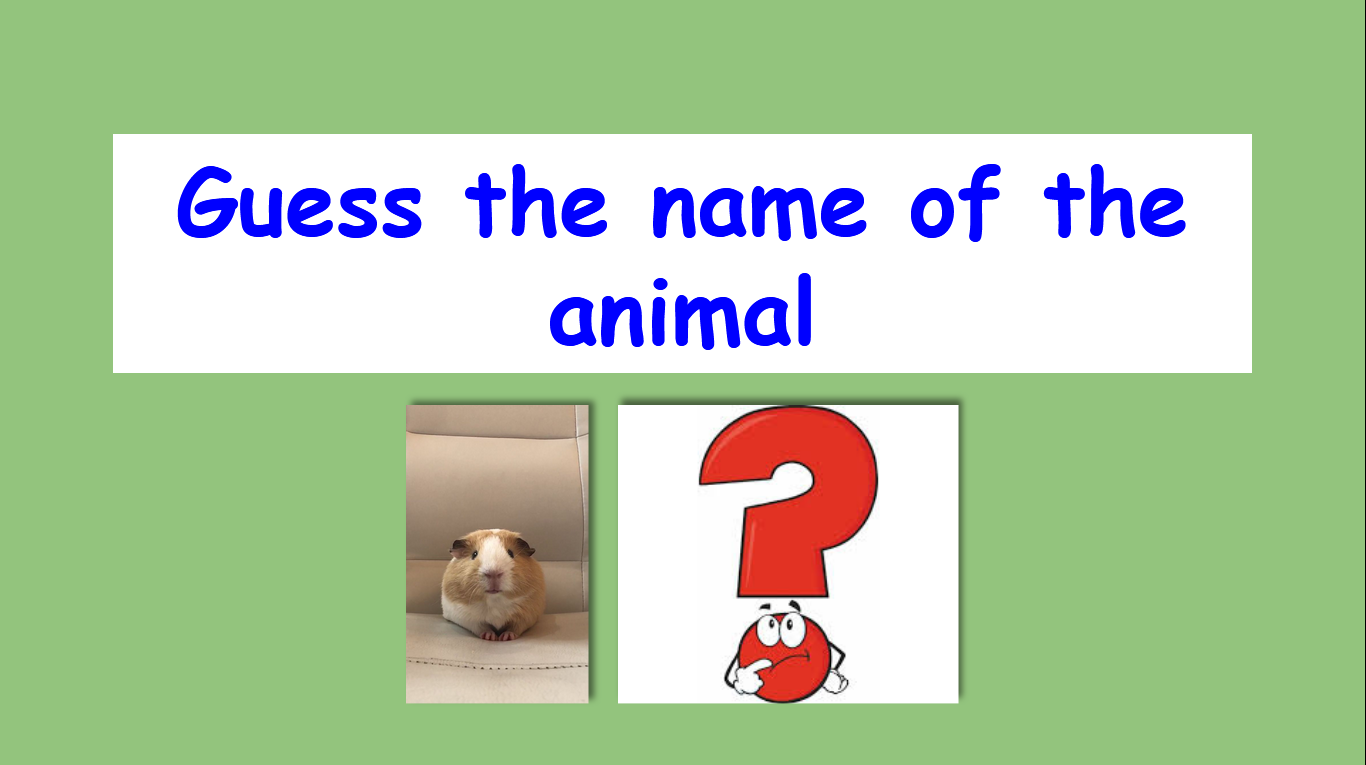 Guess the name of the
animal